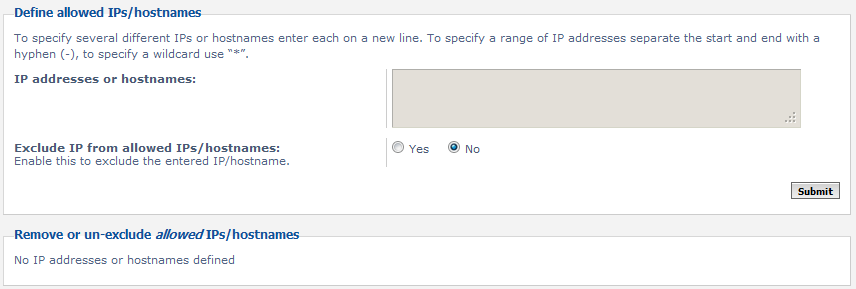 Define allowed IPs/hostnames
To specify several different IPs or hostnames enter each on a new line. To specify a range of IP addresses separate the start and end with a
hyphen (-), to specify a wildcard use “*”.
IP addresses or hostnames:
Exclude IP from allowed IPs/hostnames:
Enable this to exclude the entered IP/hostname.
Yes No
Submit
Remove or un-exclude allowed IPs/hostnames
No IP addresses or hostnames defined